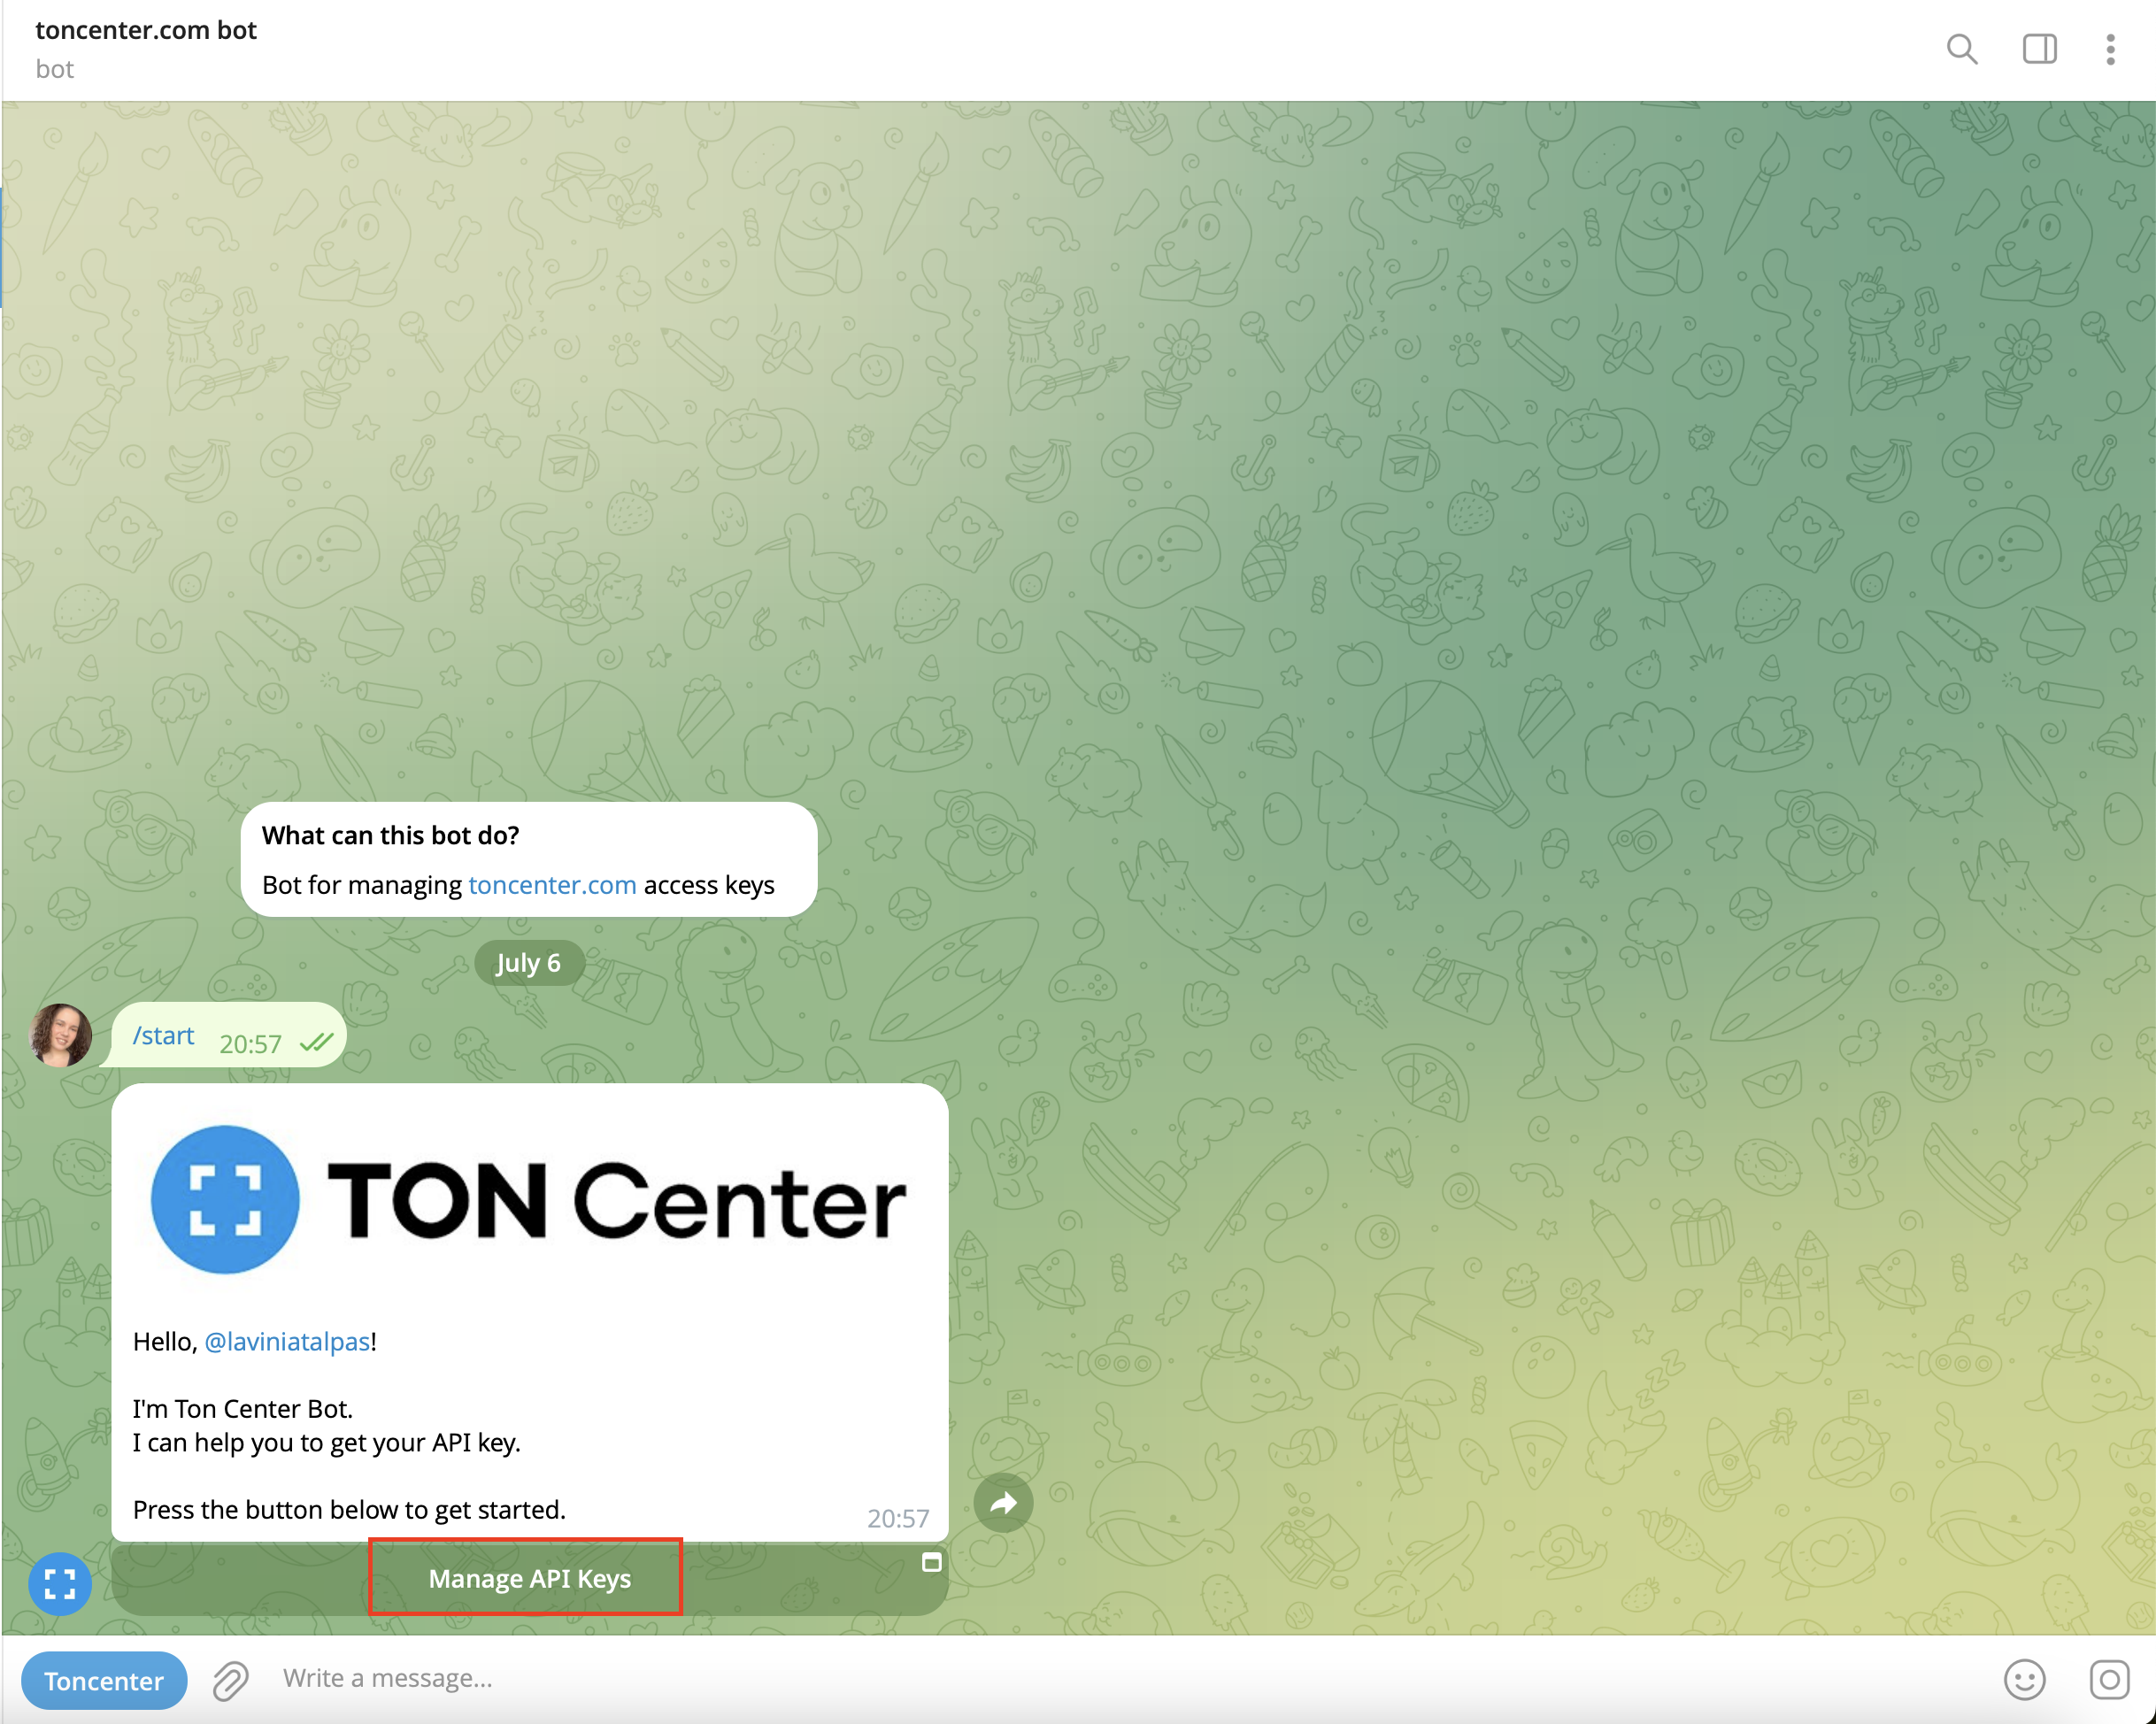 toncenter.com bot
bot
What can this bot do?
Bot for managing toncenter.com access keys
July 6
/start 20:57
TON Center
Hello, @laviniatalpas!
I'm Ton Center Bot.
I can help you to get your API key.
Press the button below to get started.
20:57
Manage API Keys
Toncenter
Write a message...